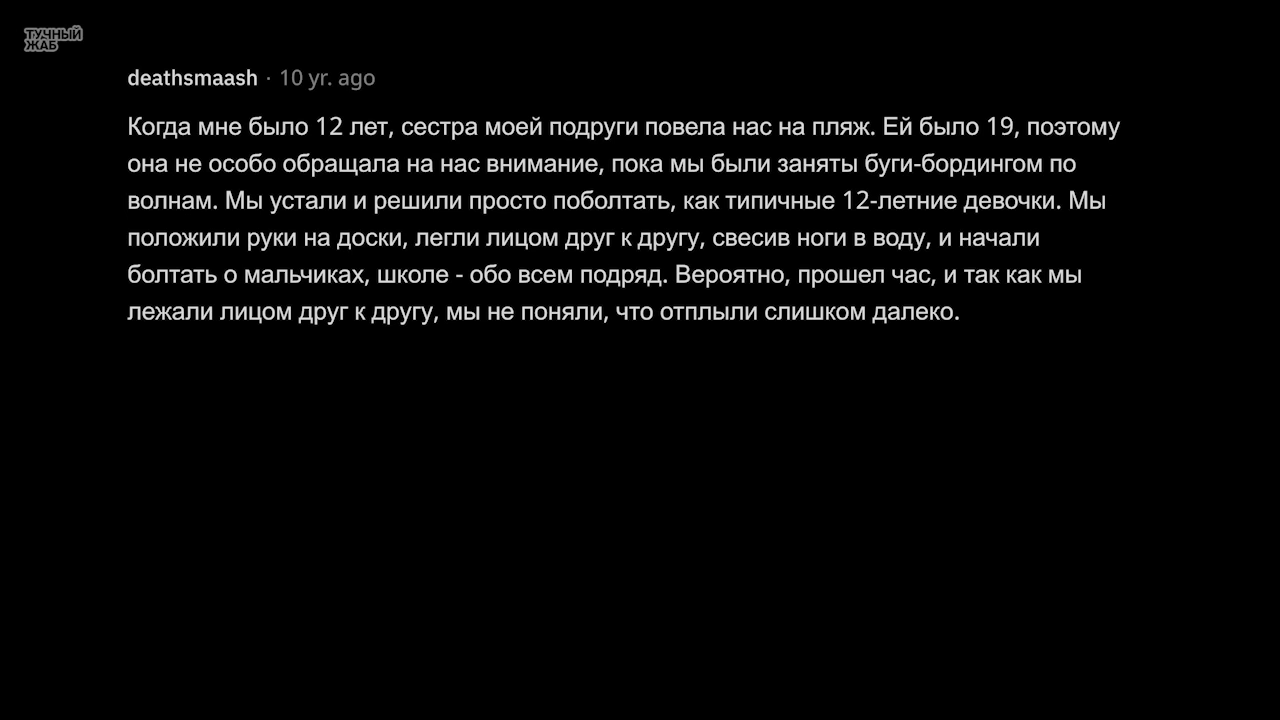 ТУЧНЫЙ
ЖАБ
deathsmaash · 10 yr. ago
Когда мне было 12 лет, сестра моей подруги повела нас на пляж. Ей было 19, поэтому
она не особо обращала на нас внимание, пока мы были заняты буги-бордингом по
волнам. Мы устали и решили просто поболтать, как типичные 12-летние девочки. Мы
положили руки на доски, легли лицом друг к другу, свесив ноги в воду, и начали
болтать о мальчиках, школе - обо всем подряд. Вероятно, прошел час, и так как мы
лежали лицом друг к другу, мы не поняли, что отплыли слишком далеко.